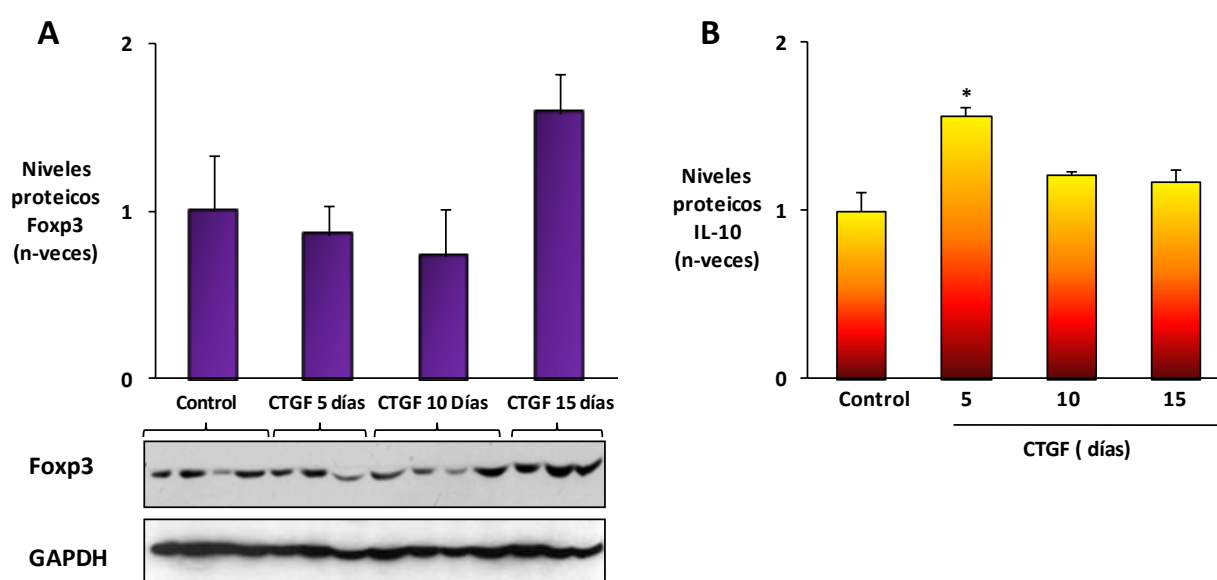 A
2
1
0
Niveles
proteicos
Foxp3
(n-veces)
Control
CTGF 5 días
CTGF 10 Días
CTGF 15 días
Foxp3
GAPDH
B
2
1
0
Niveles
proteicos
IL-10
(n-veces)
*
Control
5
10
15
CTGF ( días)